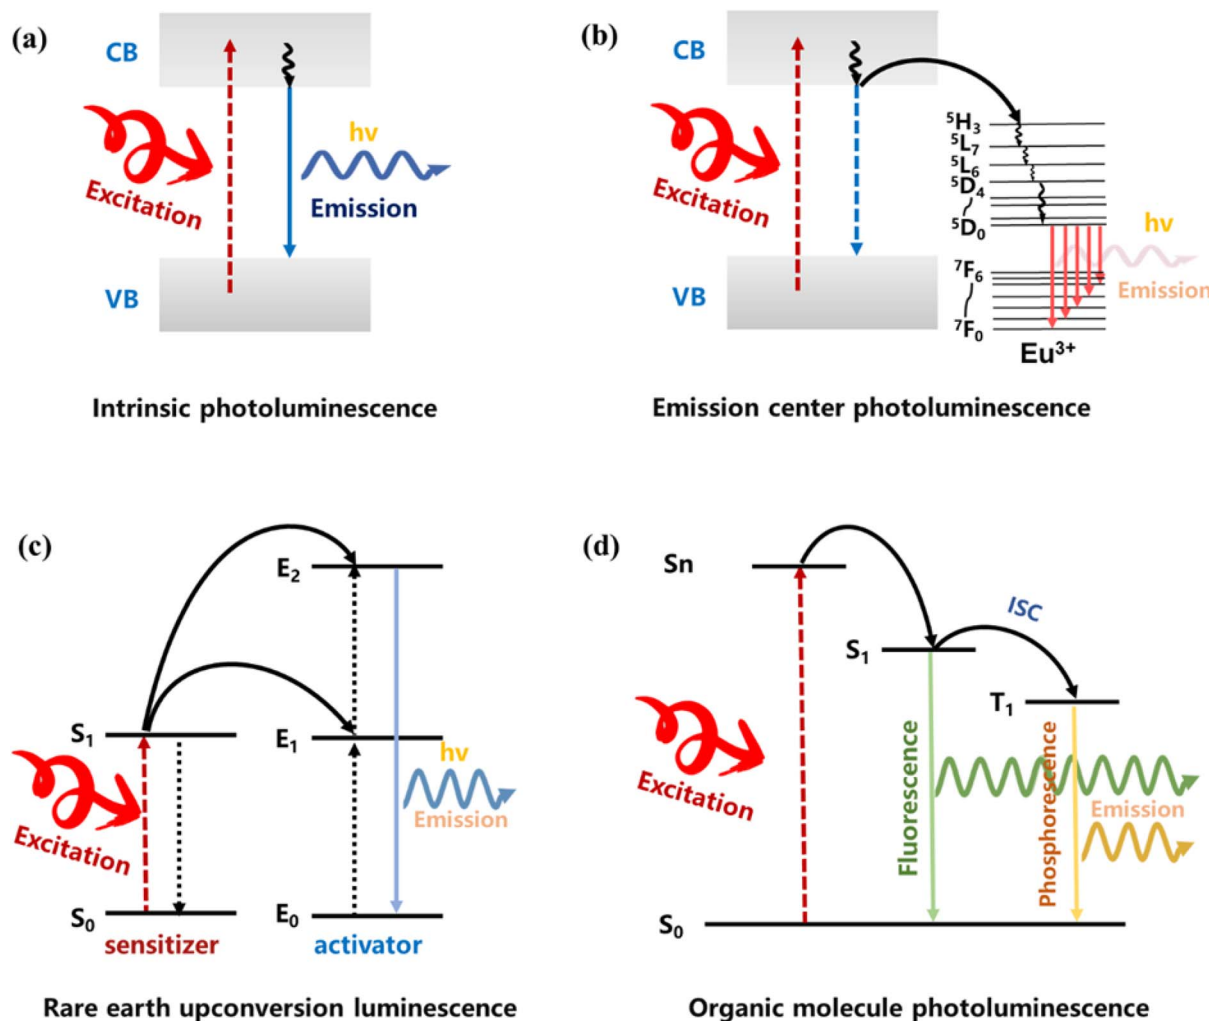 (a)
CB
hv
Excitation
Emission
VB
Intrinsic photoluminescence
(b)
CB
⁵H₃
⁵L₇
⁵L₆
⁵D₄
⁵D₀
hv
Excitation
⁷F₆
Emission
VB
⁷F₀
Eu³⁺
Emission center photoluminescence
(c)
E₂
S₁
E₁
hv
Excitation
Emission
S₀
E₀
sensitizer
activator
Rare earth upconversion luminescence
(d)
Sn
ISC
S₁
T₁
Excitation
Fluorescence
Phosphorescence
Emission
S₀
Organic molecule photoluminescence